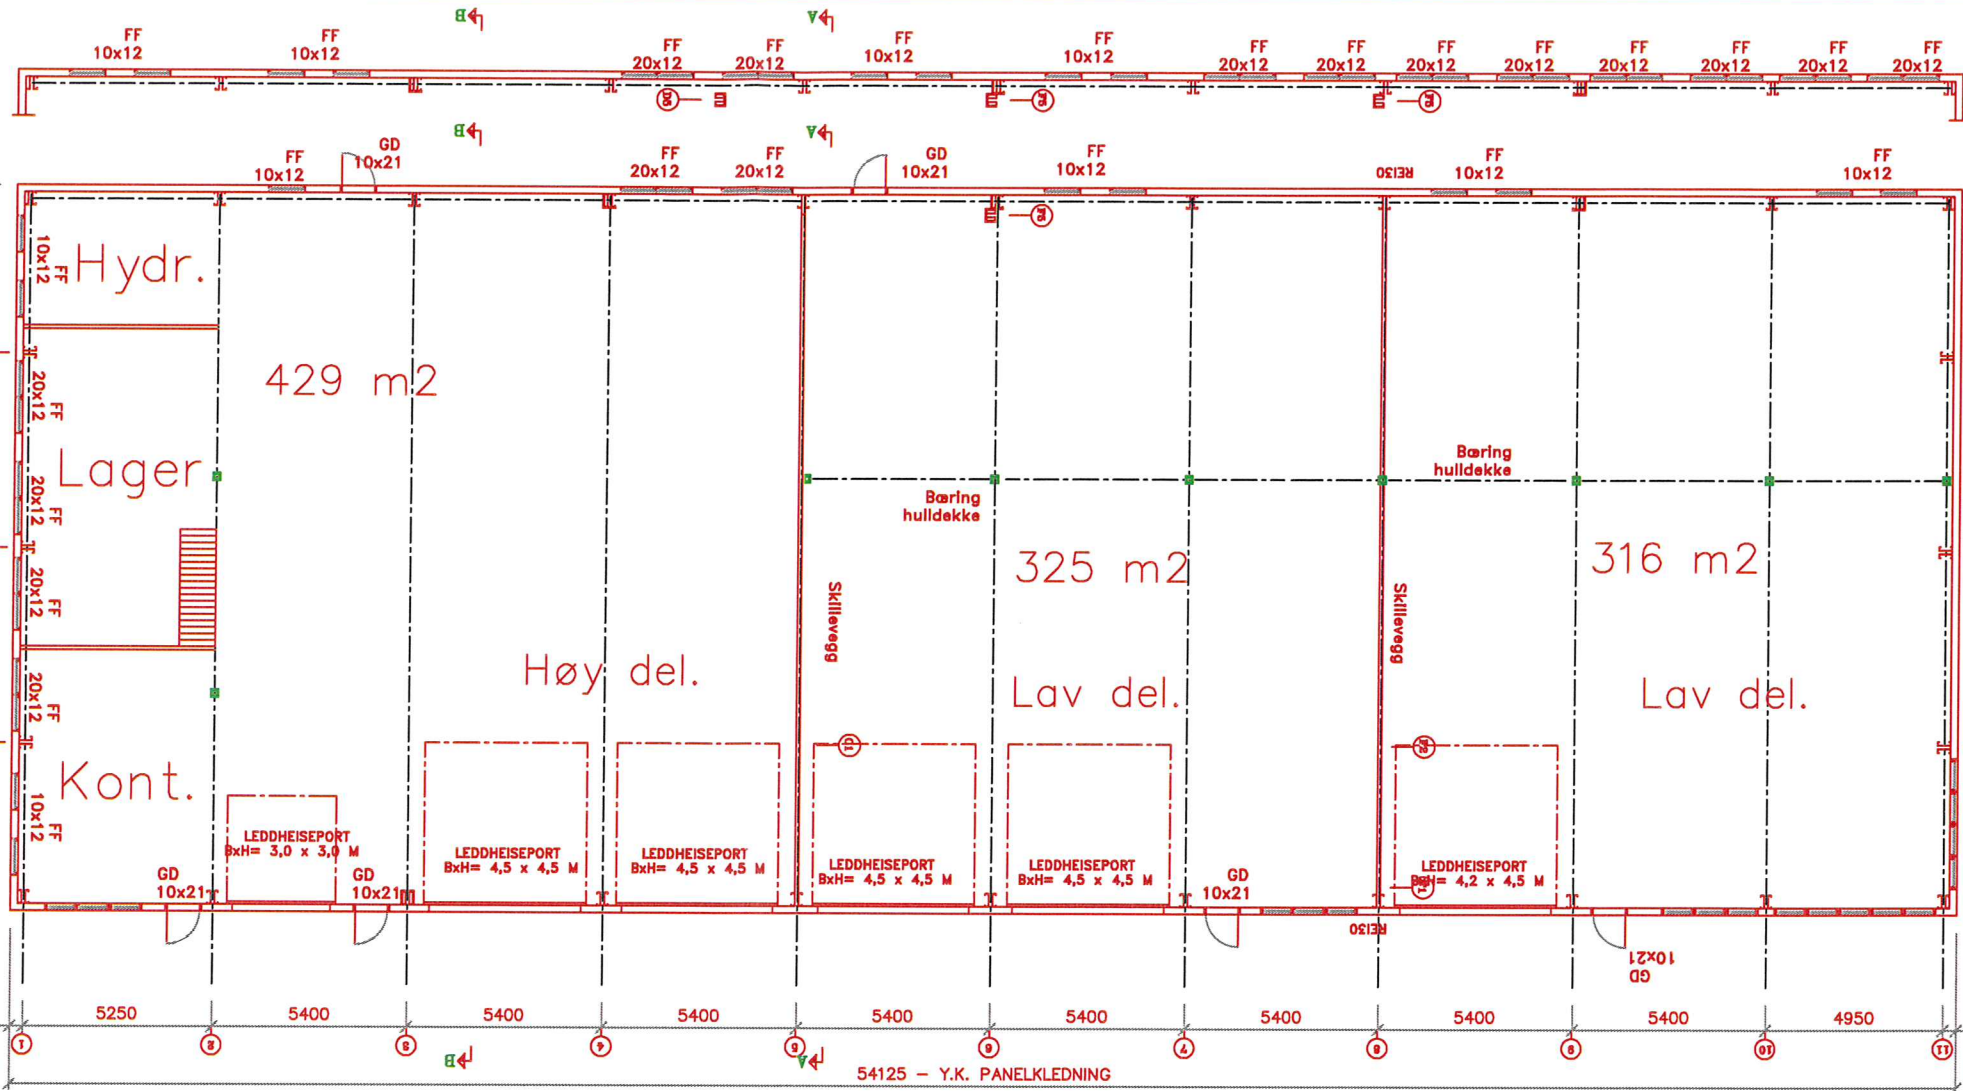 B
A
FF
10x12
FF
10x12
FF
20x12
FF
20x12
FF
10x12
FF
10x12
FF
20x12
FF
20x12
FF
20x12
FF
20x12
FF
20x12
FF
20x12
FF
20x12
FF
20x12
B
A
FF
10x12
GD
10x21
FF
20x12
FF
20x12
GD
10x21
FF
10x12
REI30
FF
10x12
FF
10x12
FF
10x12
Hydr.
429 m2
FF
20x12
Lager
FF
20x12
FF
20x12
Bæring
hulldekke
Bæring
hulldekke
325 m2
316 m2
Skillevegg
Skillevegg
Høy del.
Lav del.
Lav del.
FF
20x12
Kont.
FF
10x12
LEDDHEISEPORT
BxH= 3,0 x 3,0 M
LEDDHEISEPORT
BxH= 4,5 x 4,5 M
LEDDHEISEPORT
BxH= 4,5 x 4,5 M
LEDDHEISEPORT
BxH= 4,5 x 4,5 M
LEDDHEISEPORT
BxH= 4,5 x 4,5 M
LEDDHEISEPORT
BxH= 4,2 x 4,5 M
GD
10x21
GD
10x21
GD
10x21
REI30
GD
10x21
5250
5400
5400
5400
5400
5400
5400
5400
5400
4950
1
2
3
4
5
6
7
8
9
10
11
B
A
54125 - Y.K. PANELKLEDNING